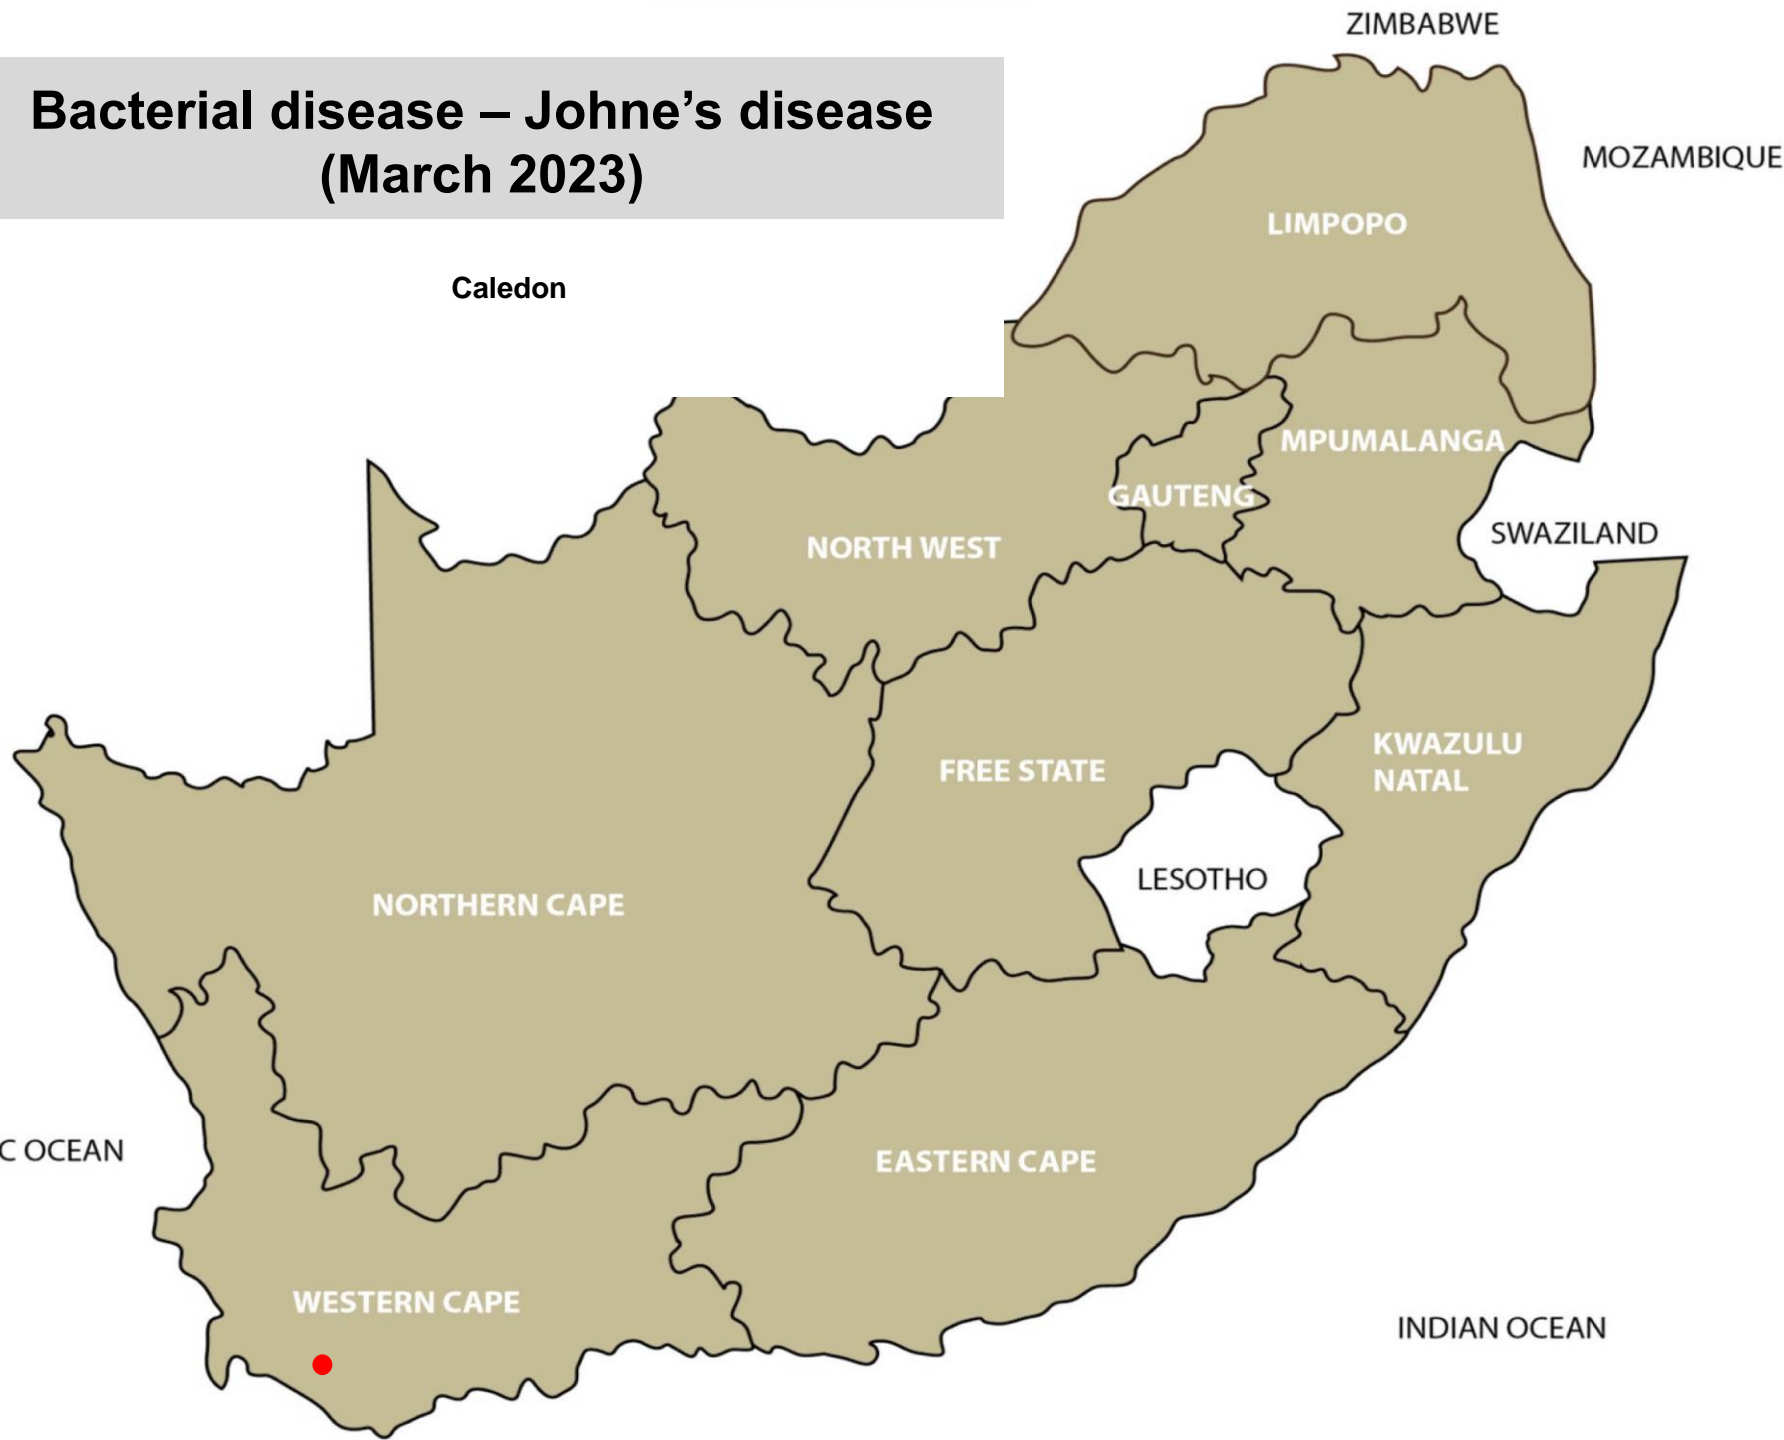 ZIMBABWE
Bacterial disease – Johne’s disease
(March 2023)
MOZAMBIQUE
LIMPOPO
Caledon
MPUMALANGA
GAUTENG
SWAZILAND
NORTH WEST
KWAZULU
NATAL
FREE STATE
LESOTHO
NORTHERN CAPE
C OCEAN
EASTERN CAPE
WESTERN CAPE
INDIAN OCEAN